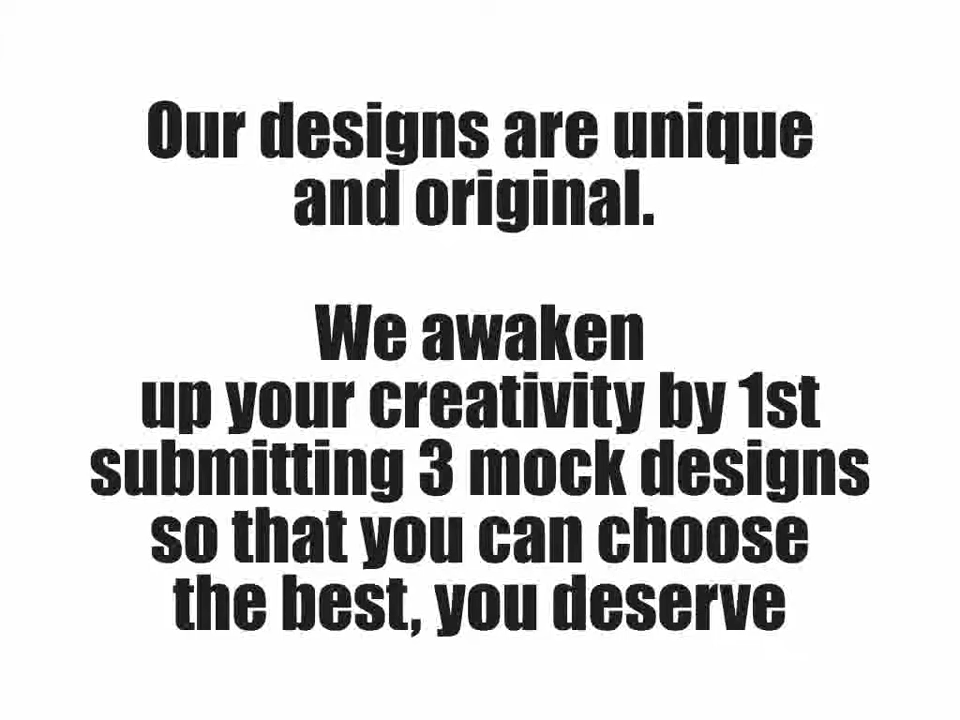 Our designs are unique
and original.
We awaken
up your creativity by 1st
submitting 3 mock designs
so that you can choose
the best, you deserve